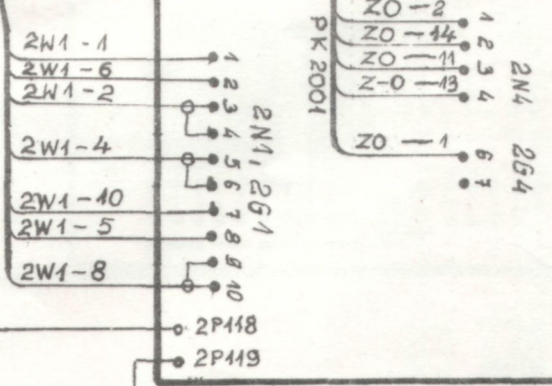 2W1-1
2W1-6
2W1-2
2W1-4
2W1-10
2W1-5
2W1-8
1
2
3
4
5
6
7
8
9
10
2N1, 2G1
2P118
2P119
PK 2001
ZO-2
ZO-14
ZO-11
Z-O-13
ZO-1
1
2
3
4
6
7
2N4
2G4